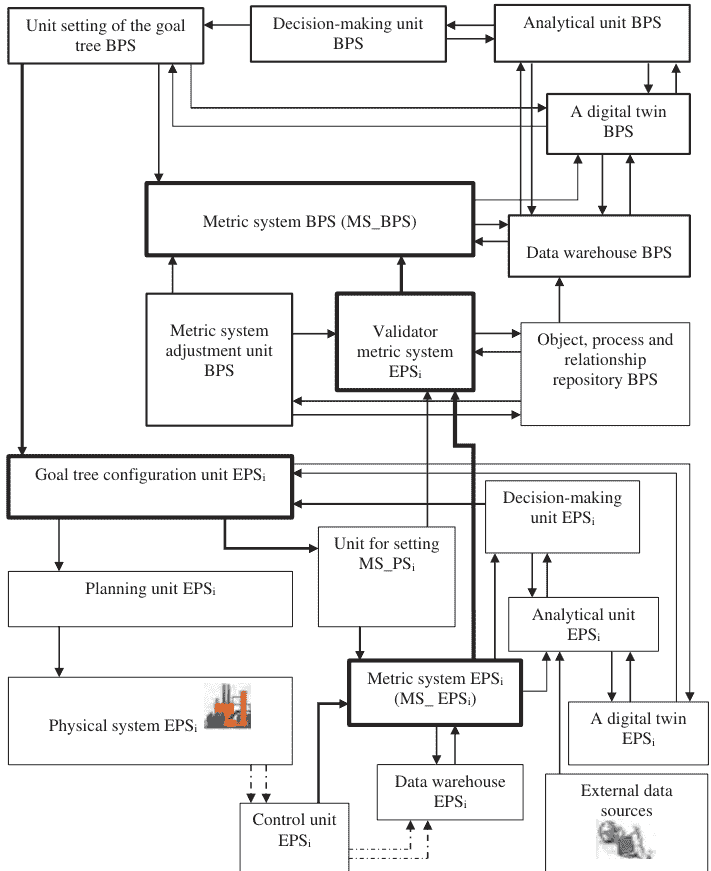 Unit setting of the goal
tree BPS
Decision-making unit
BPS
Analytical unit BPS
A digital twin
BPS
Metric system BPS (MS_BPS)
Data warehouse BPS
Metric system
adjustment unit
BPS
Validator
metric system
EPSᵢ
Object, process and
relationship
repository BPS
Goal tree configuration unit EPSᵢ
Decision-making
unit EPSᵢ
Unit for setting
MS_PSᵢ
Planning unit EPSᵢ
Analytical unit
EPSᵢ
Metric system EPSᵢ
(MS_ EPSᵢ)
Physical system EPSᵢ
A digital twin
EPSᵢ
Data warehouse
EPSᵢ
External data
sources
Control unit
EPSᵢ